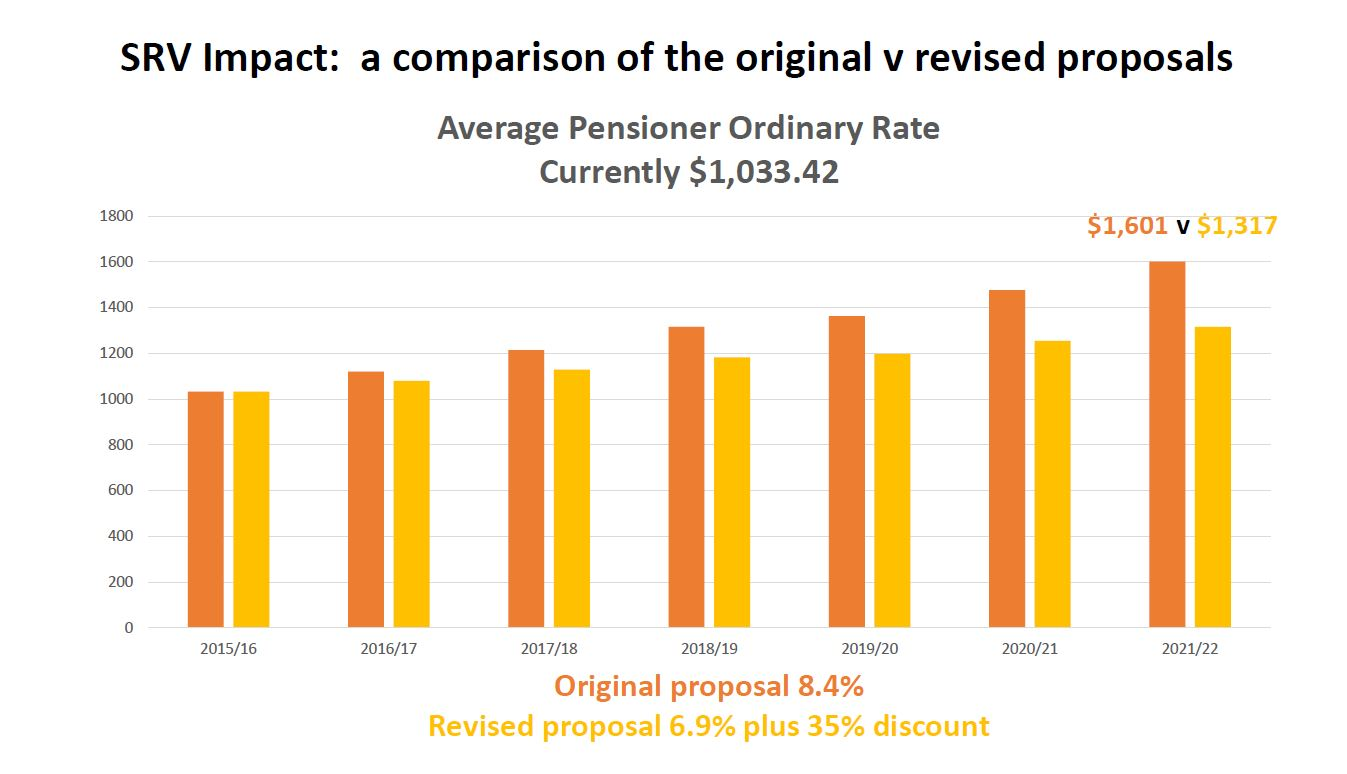 SRV Impact:  a comparison of the original v revised proposals
Average Pensioner Ordinary Rate
Currently $1,033.42
$1,601 v $1,317
1800
1600
1400
1200
1000
800
600
400
200
0
2015/16 2016/17 2017/18 2018/19 2019/20 2020/21 2021/22
Original proposal 8.4%
Revised proposal 6.9% plus 35% discount